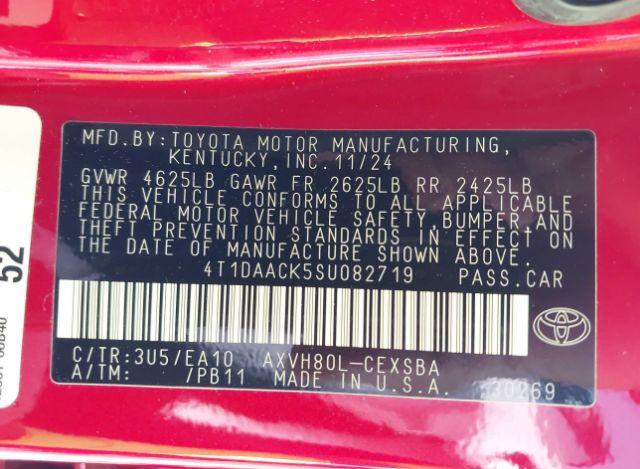 MFD.BY:TOYOTA MOTOR MANUFACTURING,
KENTUCKY,INC.11/24
GVWR 4625LB GAWR FR 2625LB RR 2425LB
THIS VEHICLE CONFORMS TO ALL APPLICABLE
FEDERAL MOTOR VEHICLE SAFETY,BUMPER,AND
THEFT PREVENTION STANDARDS IN EFFECT ON
THE DATE OF MANUFACTURE SHOWN ABOVE.
4T1DAACK5SU082719 PASS.CAR
C/TR:3U5/EA10 AXVH80L-CEXSBA
A/TM: /PB11 MADE IN U.S.A. 30269
52